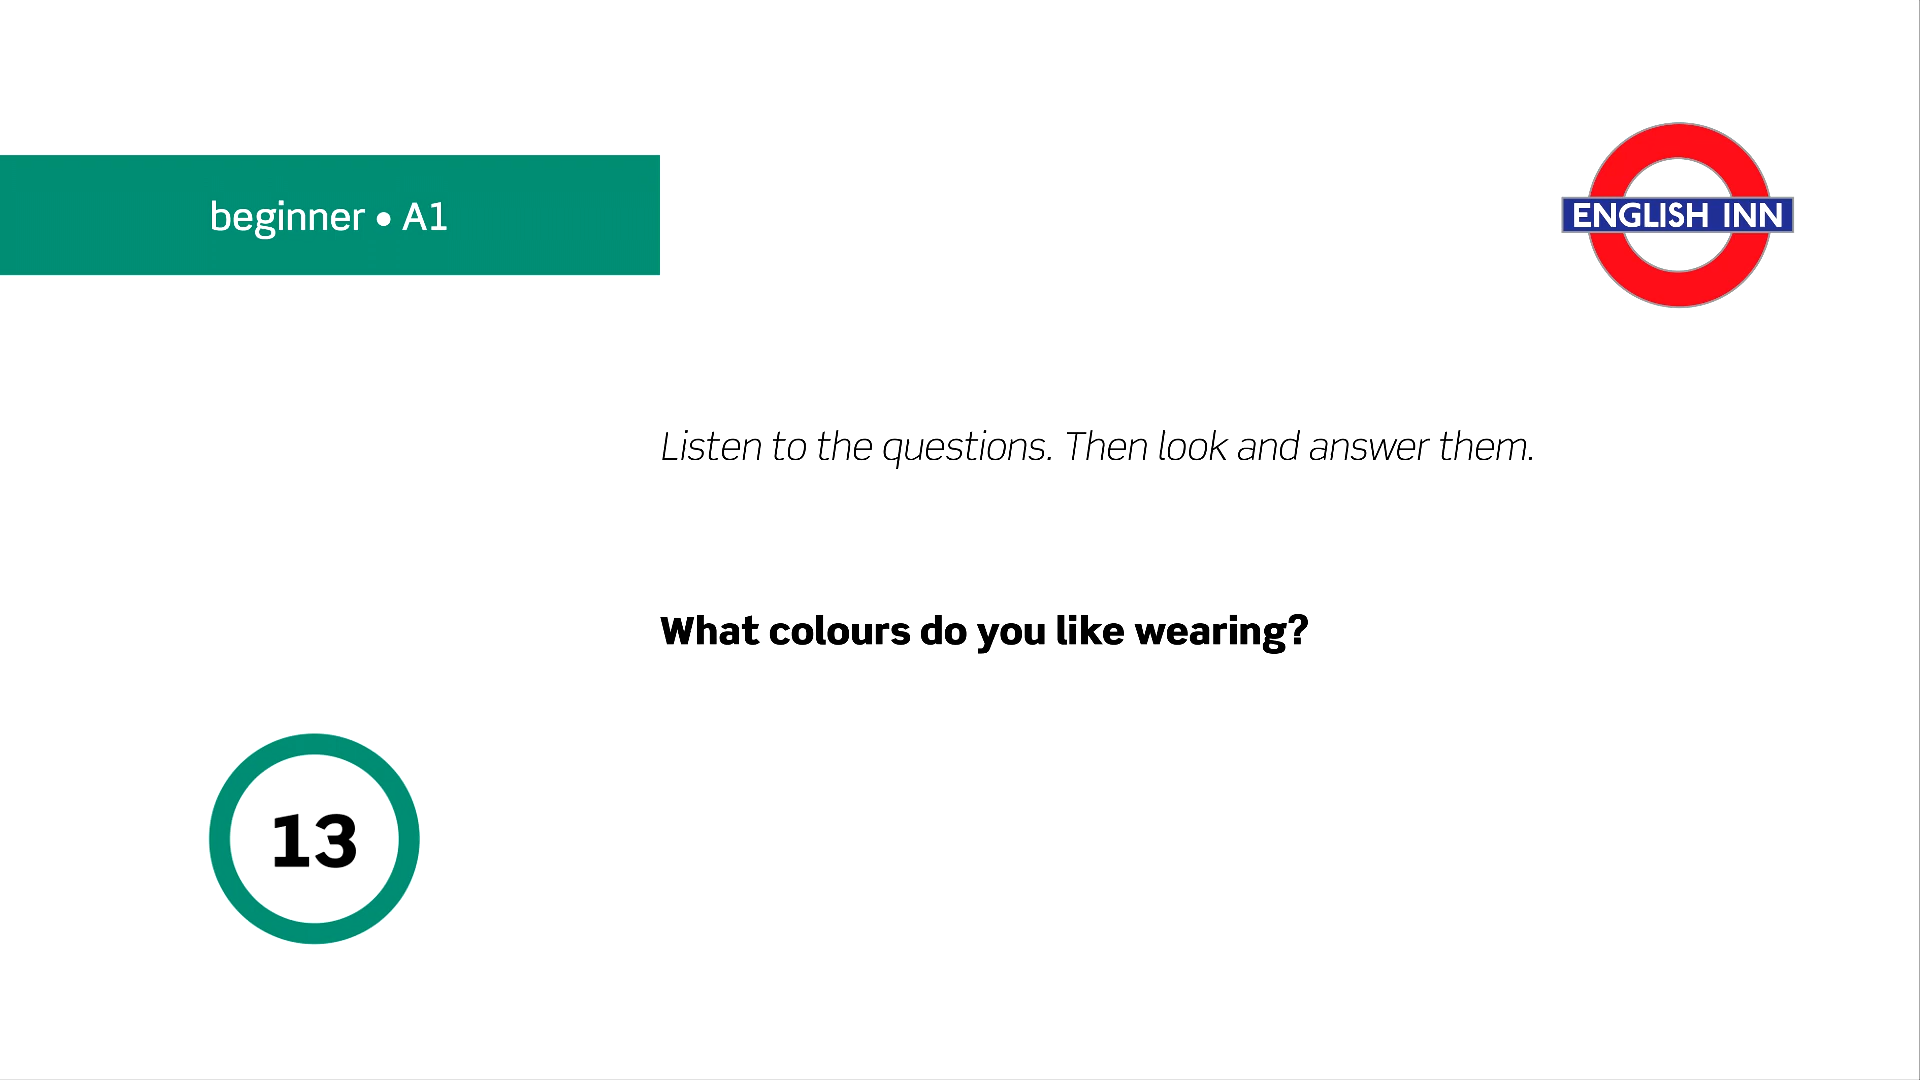 beginner • A1
ENGLISH INN
Listen to the questions. Then look and answer them.
What colours do you like wearing?
13